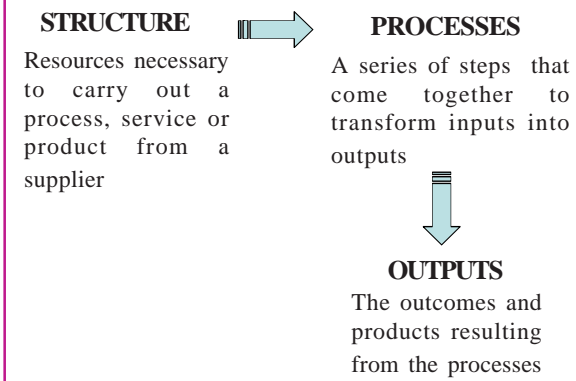 STRUCTURE
Resources necessary
to carry out a
process, service or
product from a
supplier
PROCESSES
A series of steps that
come together to
transform inputs into
outputs
OUTPUTS
The outcomes and
products resulting
from the processes